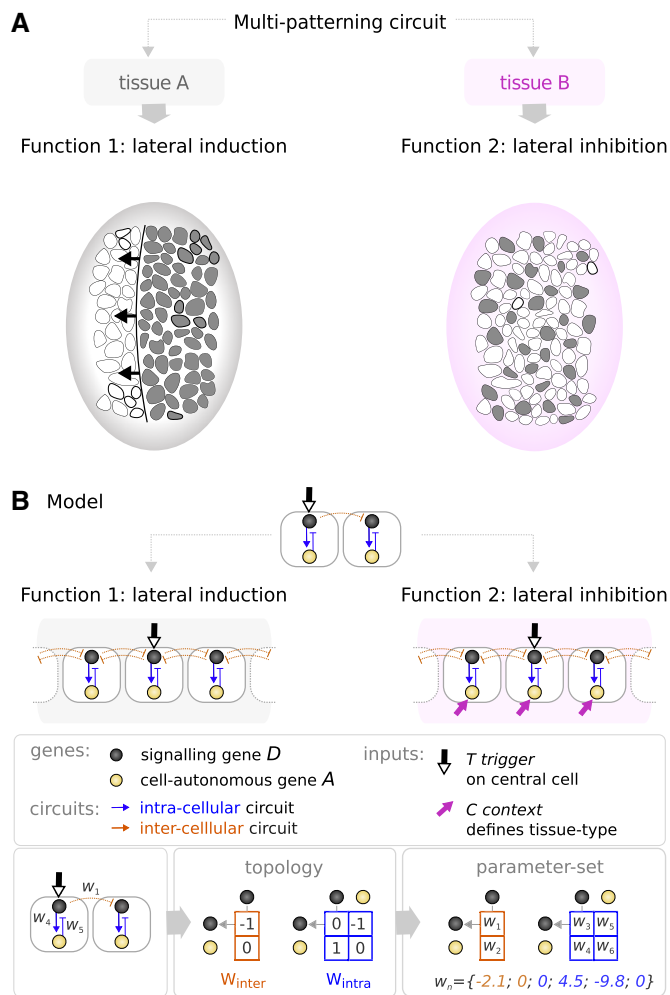 A
Multi-patterning circuit
tissue A
tissue B
Function 1: lateral induction
Function 2: lateral inhibition
B Model
Function 1: lateral induction
Function 2: lateral inhibition
genes:
signalling gene D
cell-autonomous gene A
circuits:
intra-cellular circuit
inter-celllular circuit
inputs:
T trigger
on central cell
C context
defines tissue-type
w1
w4
w5
topology
-1
0
0 -1
1 0
Winter
Wintra
parameter-set
w1
w2
w3 w5
w4 w6
wn={-2.1; 0; 0; 4.5; -9.8; 0}